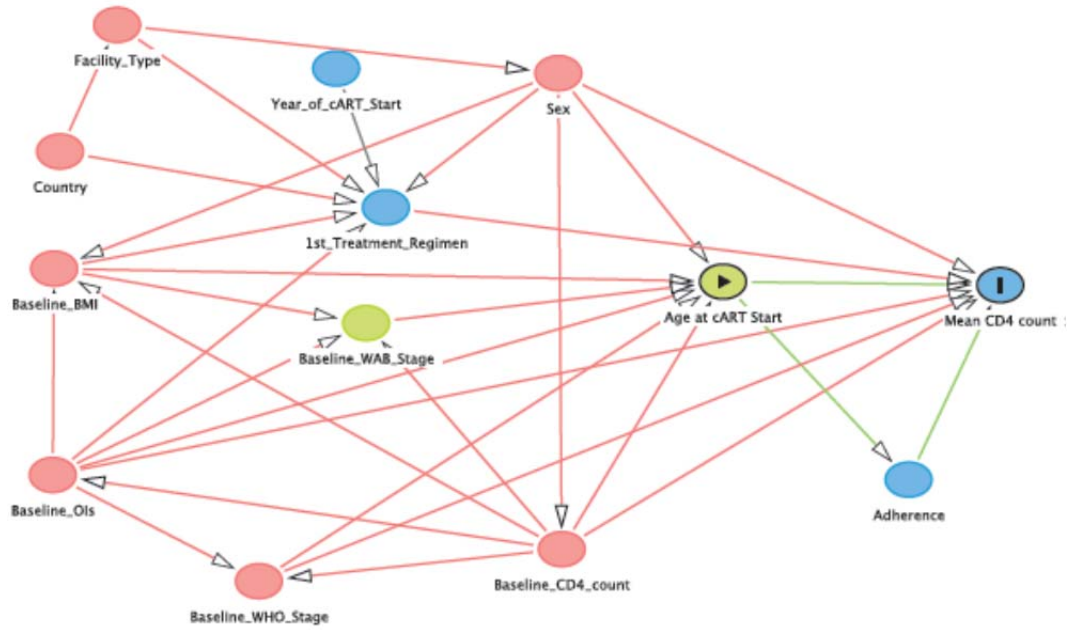 Facility_Type
Year_of_cART_Start
Sex
Country
1st_Treatment_Regimen
Baseline_BMI
Age at cART Start
Mean CD4 count
Baseline_WAB_Stage
Baseline_OIs
Adherence
Baseline_CD4_count
Baseline_WHO_Stage